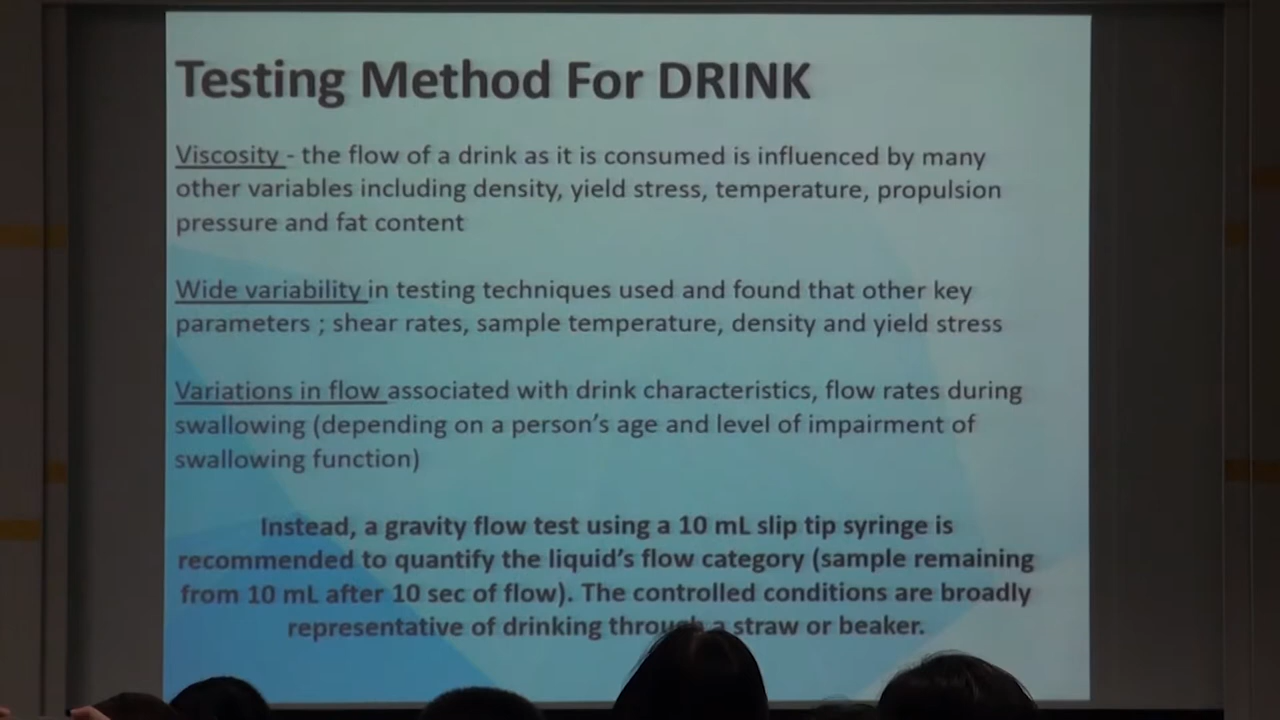 Testing Method For DRINK
Viscosity - the flow of a drink as it is consumed is influenced by many
other variables including density, yield stress, temperature, propulsion
pressure and fat content
Wide variability in testing techniques used and found that other key
parameters ; shear rates, sample temperature, density and yield stress
Variations in flow associated with drink characteristics, flow rates during
swallowing (depending on a person's age and level of impairment of
swallowing function)
Instead, a gravity flow test using a 10 mL slip tip syringe is
recommended to quantify the liquid's flow category (sample remaining
from 10 mL after 10 sec of flow). The controlled conditions are broadly
representative of drinking through a straw or beaker.